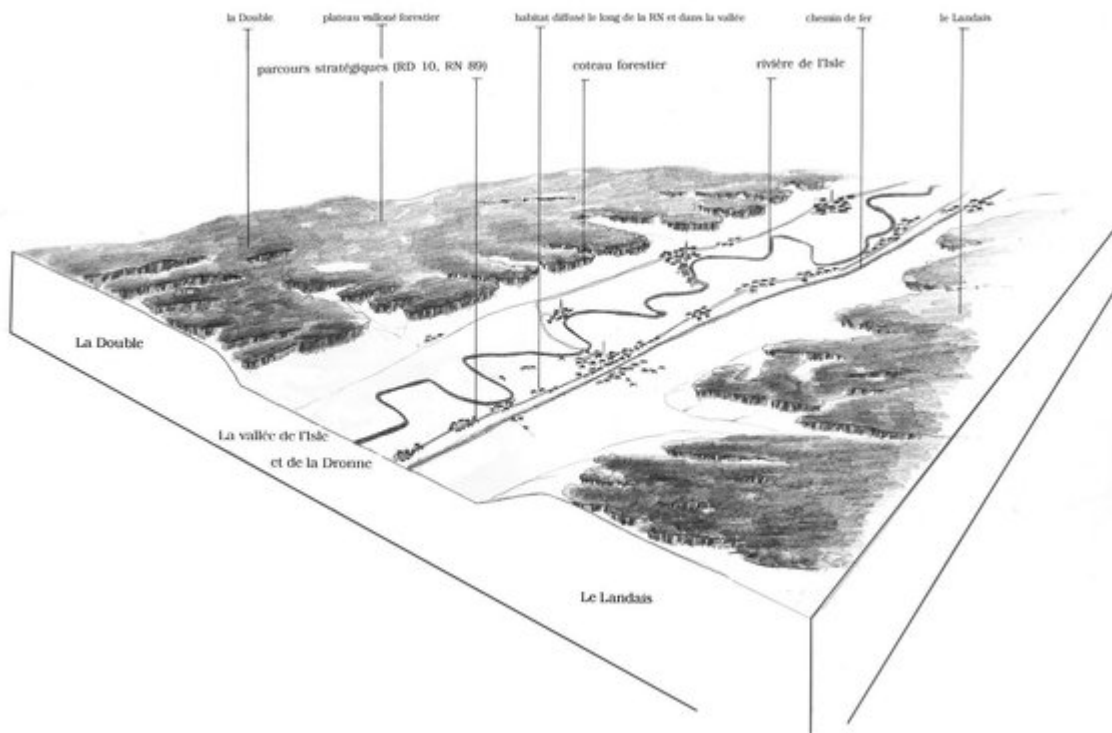 la Double
plateau valloné forestier
habitat diffusé le long de la RN et dans la vallée
chemin de fer
le Landais
parcours stratégiques (RD 10, RN 89)
coteau forestier
rivière de l'Isle
La Double
La vallée de l'Isle
et de la Dronne
Le Landais